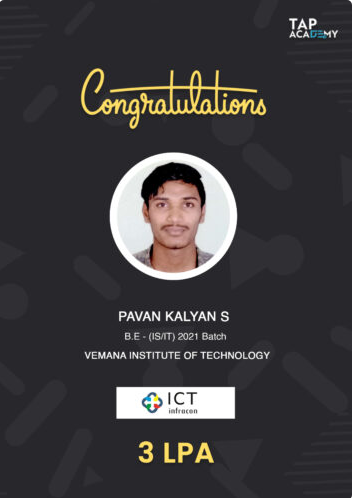 TAP
ACADEMY
Congratulations
PAVAN KALYAN S
B.E - (IS/IT) 2021 Batch
VEMANA INSTITUTE OF TECHNOLOGY
ICT
infracon
3 LPA